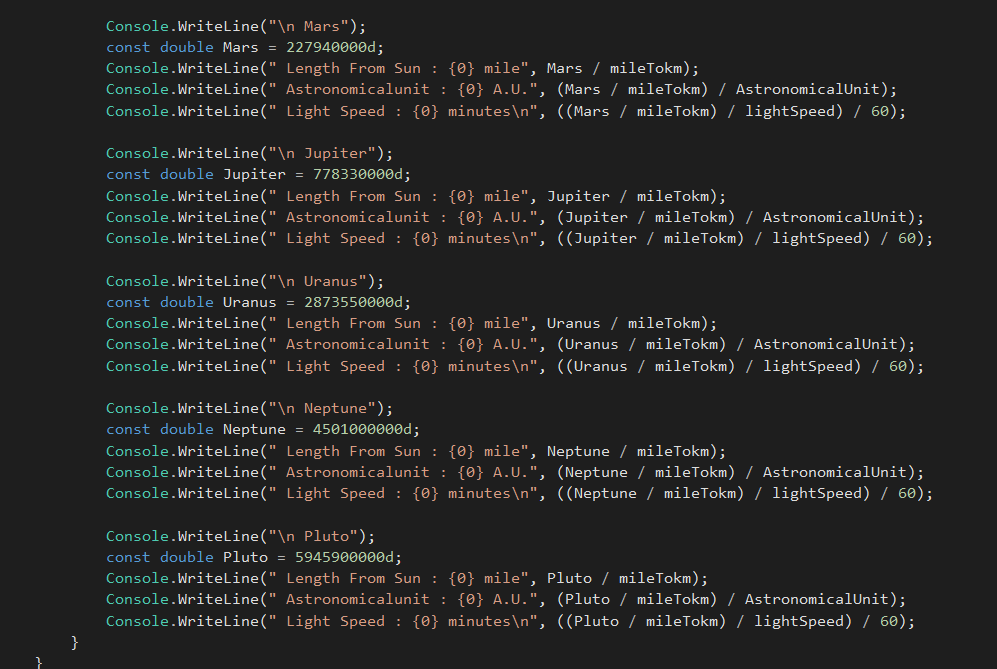 Console.WriteLine("\n Mars");
const double Mars = 227940000d;
Console.WriteLine(" Length From Sun : {0} mile", Mars / mileTokm);
Console.WriteLine(" Astronomicalunit : {0} A.U.", (Mars / mileTokm) / AstronomicalUnit);
Console.WriteLine(" Light Speed : {0} minutes\n", ((Mars / mileTokm) / lightSpeed) / 60);

Console.WriteLine("\n Jupiter");
const double Jupiter = 778330000d;
Console.WriteLine(" Length From Sun : {0} mile", Jupiter / mileTokm);
Console.WriteLine(" Astronomicalunit : {0} A.U.", (Jupiter / mileTokm) / AstronomicalUnit);
Console.WriteLine(" Light Speed : {0} minutes\n", ((Jupiter / mileTokm) / lightSpeed) / 60);

Console.WriteLine("\n Uranus");
const double Uranus = 2873550000d;
Console.WriteLine(" Length From Sun : {0} mile", Uranus / mileTokm);
Console.WriteLine(" Astronomicalunit : {0} A.U.", (Uranus / mileTokm) / AstronomicalUnit);
Console.WriteLine(" Light Speed : {0} minutes\n", ((Uranus / mileTokm) / lightSpeed) / 60);

Console.WriteLine("\n Neptune");
const double Neptune = 4501000000d;
Console.WriteLine(" Length From Sun : {0} mile", Neptune / mileTokm);
Console.WriteLine(" Astronomicalunit : {0} A.U.", (Neptune / mileTokm) / AstronomicalUnit);
Console.WriteLine(" Light Speed : {0} minutes\n", ((Neptune / mileTokm) / lightSpeed) / 60);

Console.WriteLine("\n Pluto");
const double Pluto = 5945900000d;
Console.WriteLine(" Length From Sun : {0} mile", Pluto / mileTokm);
Console.WriteLine(" Astronomicalunit : {0} A.U.", (Pluto / mileTokm) / AstronomicalUnit);
Console.WriteLine(" Light Speed : {0} minutes\n", ((Pluto / mileTokm) / lightSpeed) / 60);
}
}